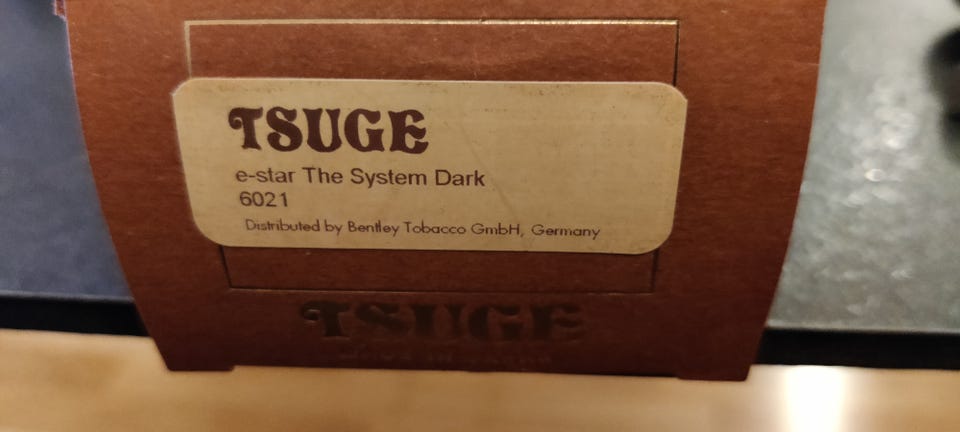 TSUGE
e-star The System Dark
6021
Distributed by Bentley Tobacco GmbH, Germany
TSUGE